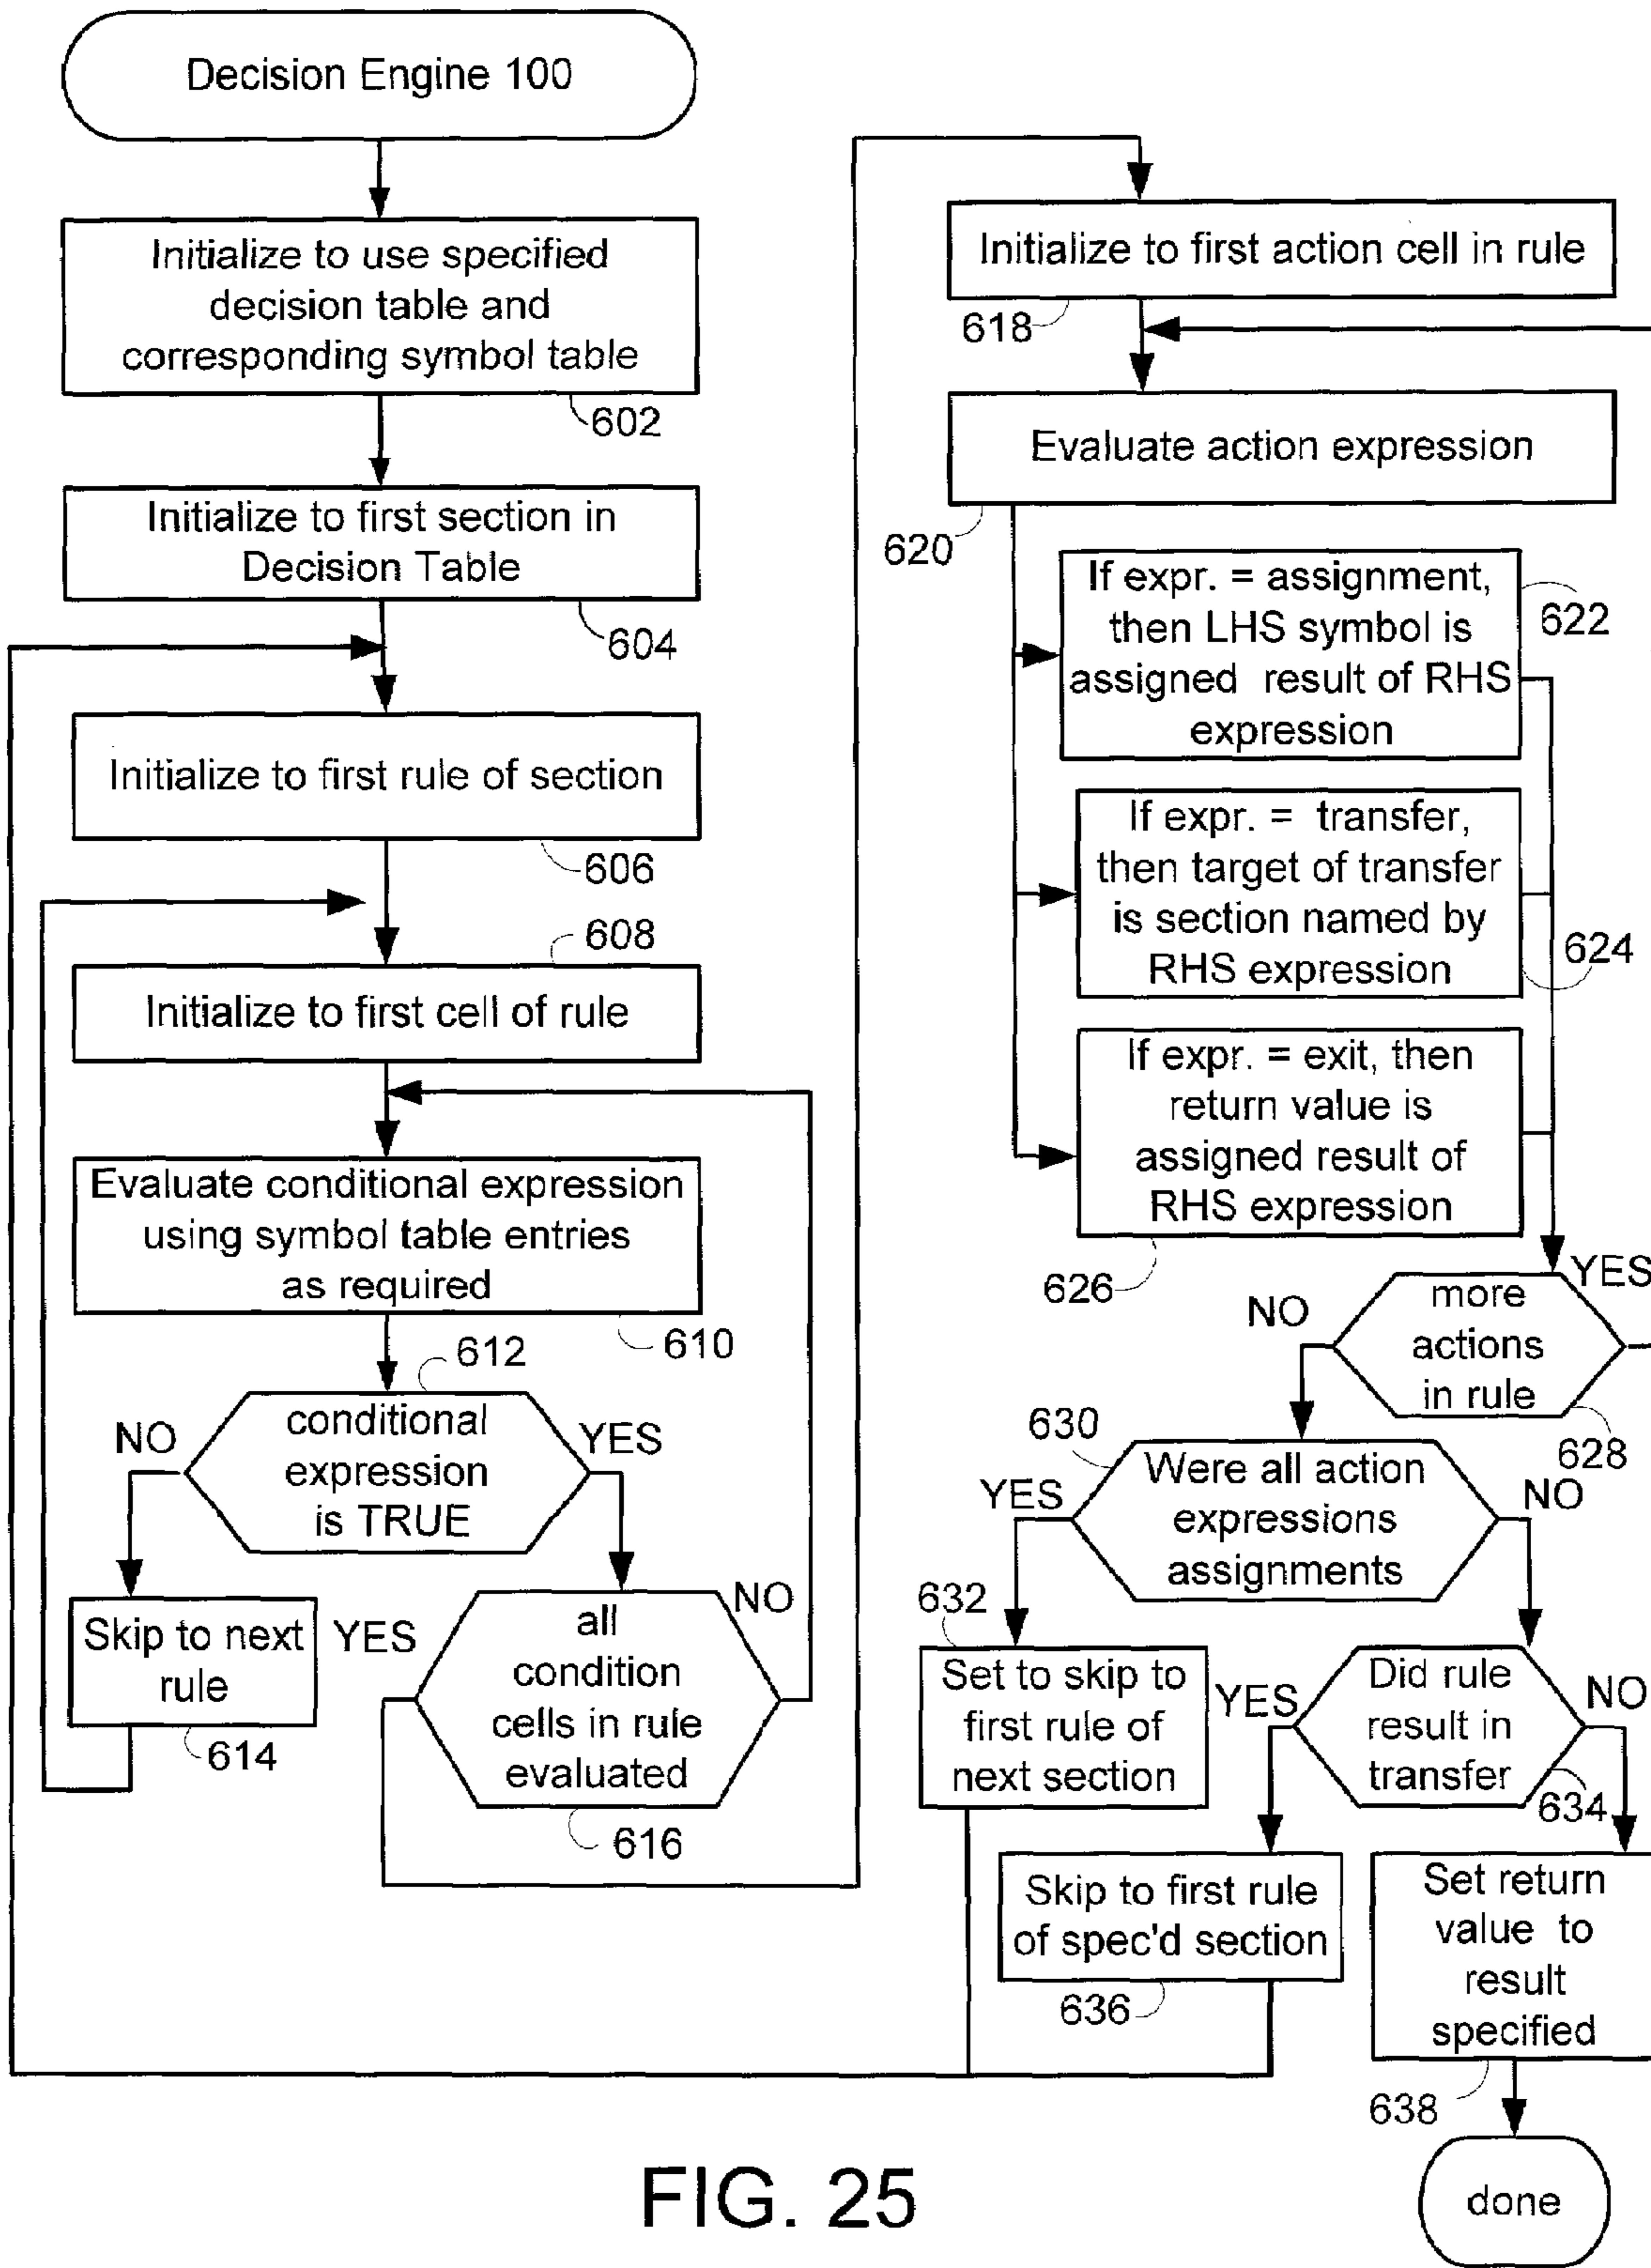 Decision Engine 100
Initialize to use specified
decision table and
corresponding symbol table
602
Initialize to first section in
Decision Table
604
Initialize to first rule of section
606
608
Initialize to first cell of rule
Evaluate conditional expression
using symbol table entries
as required
610
612
conditional
expression
is TRUE
NO
YES
Skip to next
rule
614
YES
NO
all
condition
cells in rule
evaluated
616
Initialize to first action cell in rule
618
Evaluate action expression
620
If expr. = assignment,
then LHS symbol is
assigned result of RHS
expression
622
If expr. = transfer,
then target of transfer
is section named by
RHS expression
624
If expr. = exit, then
return value is
assigned result of
RHS expression
626
YES
NO
more
actions
in rule
628
630
Were all action
expressions
assignments
YES
NO
632
Set to skip to
first rule of
next section
YES
Did rule
result in
transfer
NO
634
Skip to first rule
of spec'd section
636
Set return
value to
result
specified
638
done
FIG. 25